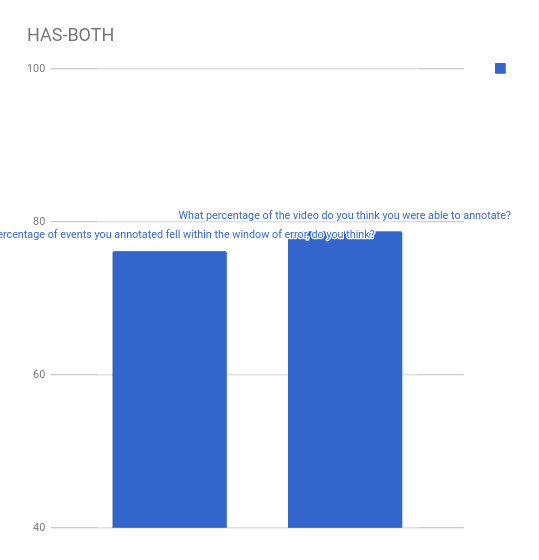 HAS-BOTH
100
80
What percentage of the video do you think you were able to annotate?
ercentage of events you annotated fell within the window of error do you think?
60
40